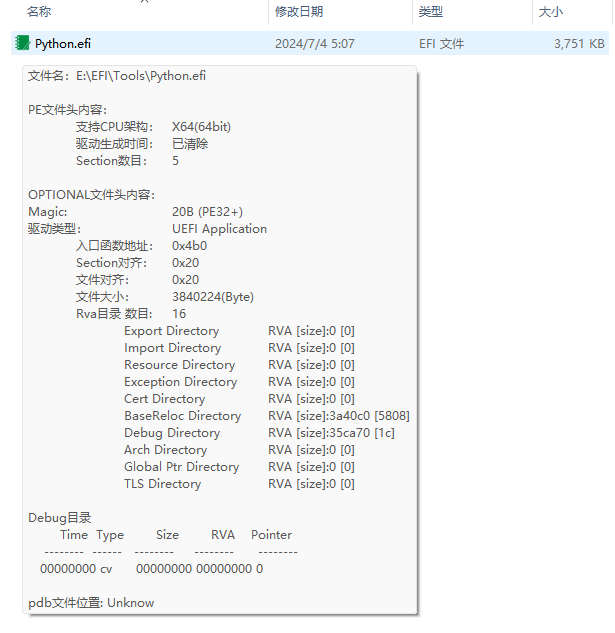 名称 修改日期 类型 大小
Python.efi 2024/7/4 5:07 EFI 文件 3,751 KB
文件名：E:\EFI\Tools\Python.efi
PE文件头内容：
支持CPU架构： X64(64bit)
驱动生成时间： 已清除
Section数目： 5
OPTIONAL文件头内容：
Magic: 20B (PE32+)
驱动类型： UEFI Application
入口函数地址： 0x4b0
Section对齐： 0x20
文件对齐： 0x20
文件大小： 3840224(Byte)
Rva目录 数目： 16
Export Directory RVA [size]:0 [0]
Import Directory RVA [size]:0 [0]
Resource Directory RVA [size]:0 [0]
Exception Directory RVA [size]:0 [0]
Cert Directory RVA [size]:0 [0]
BaseReloc Directory RVA [size]:3a40c0 [5808]
Debug Directory RVA [size]:35ca70 [1c]
Arch Directory RVA [size]:0 [0]
Global Ptr Directory RVA [size]:0 [0]
TLS Directory RVA [size]:0 [0]
Debug目录
Time Type Size RVA Pointer
-------- ------ -------- -------- --------
00000000 cv 00000000 00000000 0
pdb文件位置: Unknow